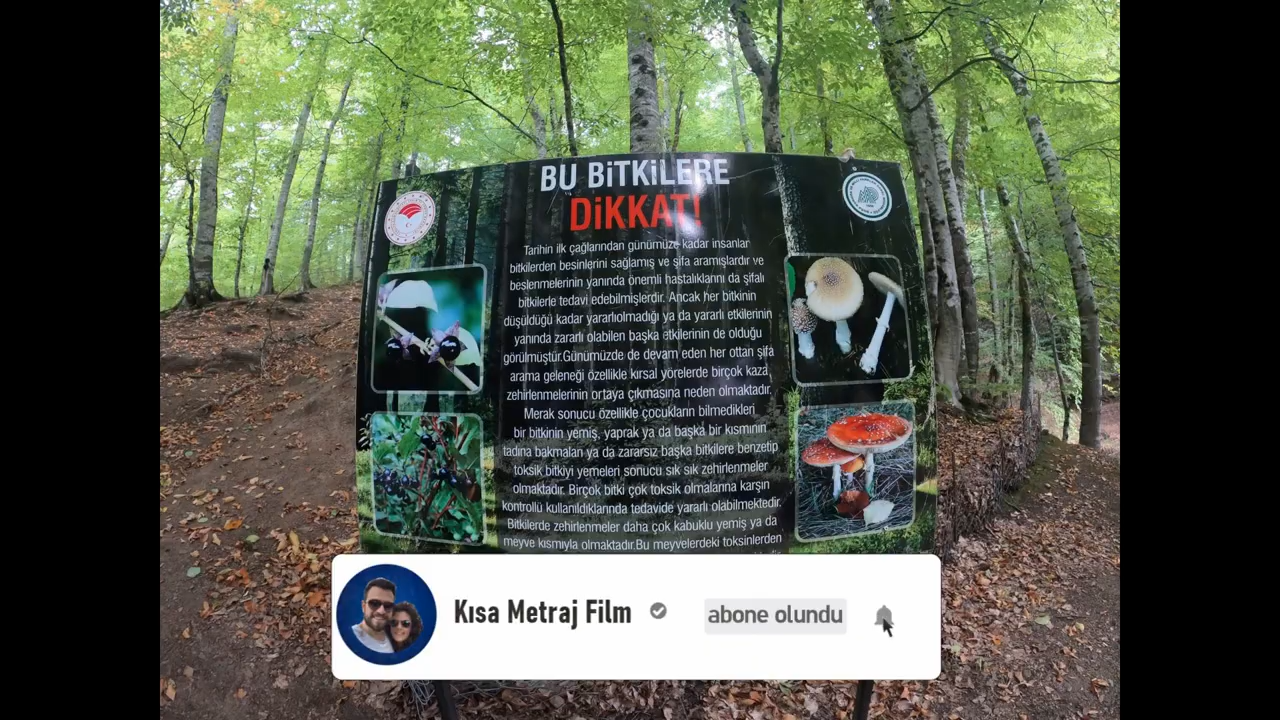 BU BiTKiLERE
DiKKAT!
Tarihin ilk çağlarından günümüze kadar insanlar
bitkilerden besinlerini sağlamış ve şifa aramışlardır ve
beslenmelerinin yanında önemli hastalıklarını da şifalı
bitkilerle tedavi edebilmişlerdir. Ancak her bitkinin
düşüldüğü kadar yararlıolmadığı ya da yararlı etkilerinin
yanında zararlı olabilen başka etkilerinin de olduğu
görülmüştür.Günümüzde de devam eden her ottan şifa
arama geleneği özellikle kırsal yörelerde birçok kaza
zehirlenmelerinin ortaya çıkmasına neden olmaktadır.
Merak sonucu özellikle çocukların bilmedikleri
bir bitkinin yemiş, yaprak ya da başka bir kısmının
tadına bakmaları ya da zararsız başka bitkilere benzetip
toksik bitkiyi yemeleri sonucu sık sık zehirlenmeler
olmaktadır. Birçok bitki çok toksik olmalarına karşın
kontrollü kullanıldıklarında tedavide yararlı olabilmektedir.
Bitkilerde zehirlenmeler daha çok kabuklu yemiş ya da
meyve kısmıyla olmaktadır.Bu meyvelerdeki toksinlerden
Kısa Metraj Film
abone olundu